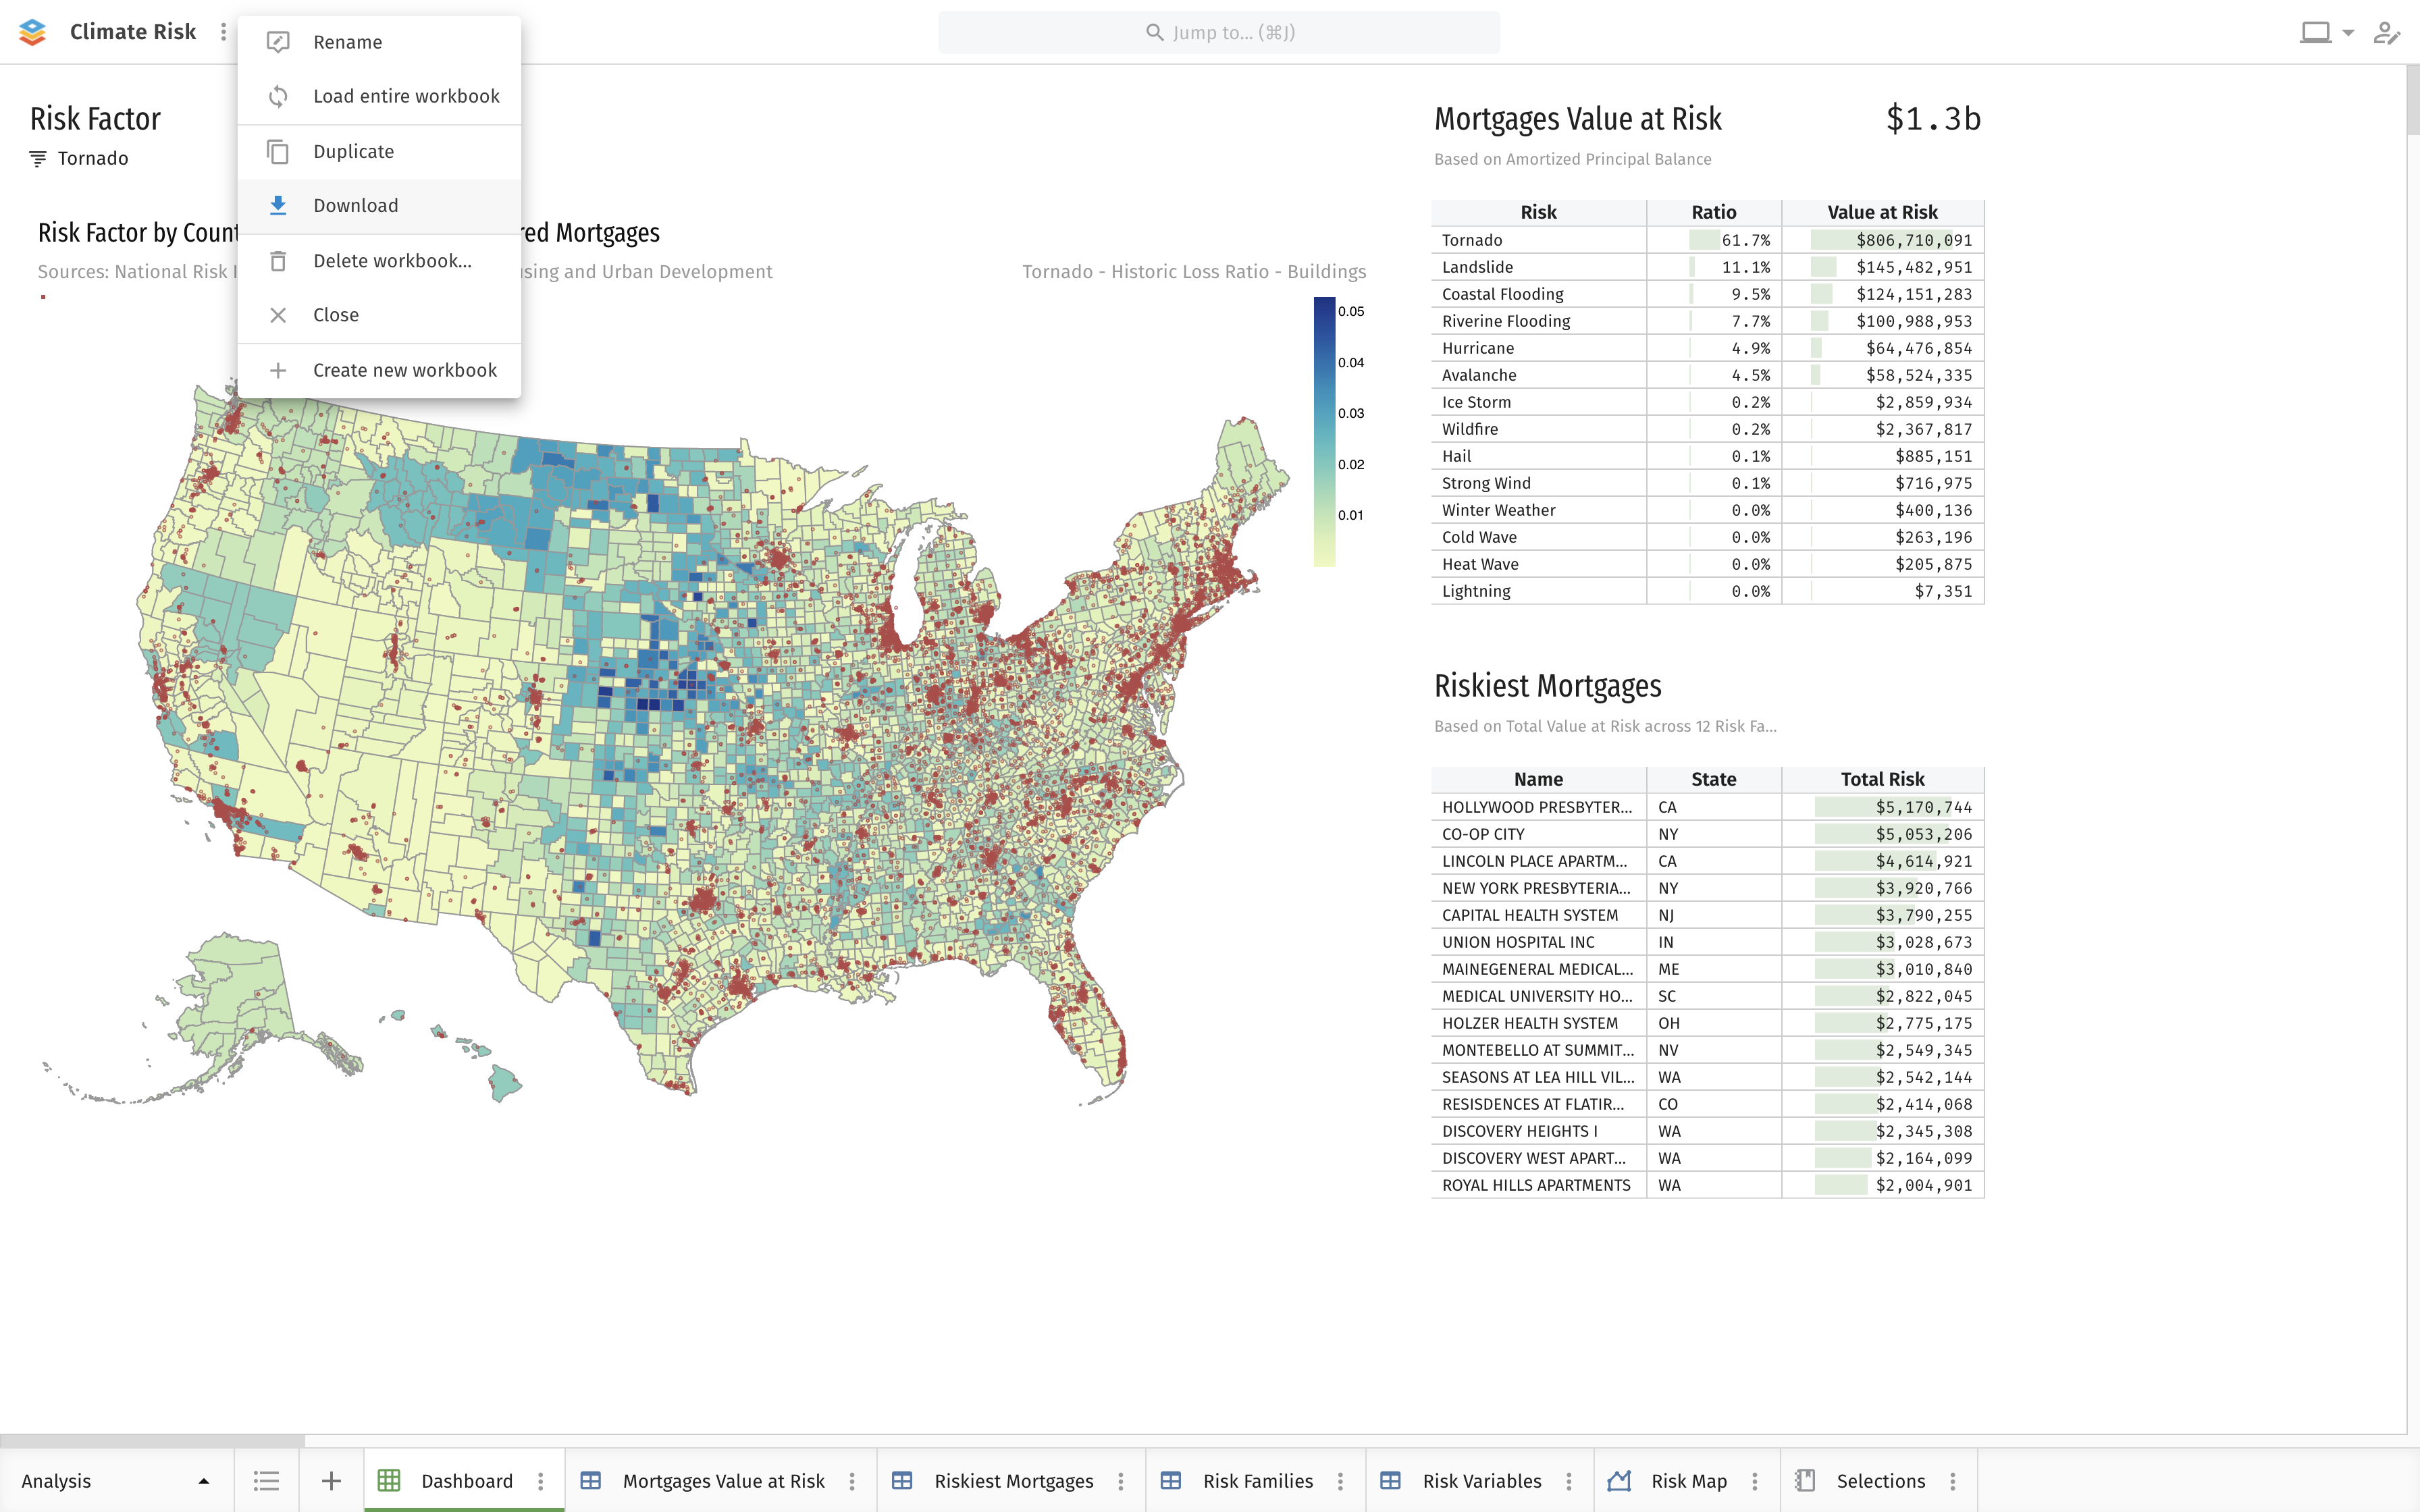 Climate Risk
Jump to... (⌘J)
Rename
Load entire workbook
Duplicate
Download
Delete workbook...
Close
Create new workbook
Risk Factor
Tornado
Risk Factor by Count
red Mortgages
Sources: National Risk
using and Urban Development
Tornado - Historic Loss Ratio - Buildings
0.05
0.04
0.03
0.02
0.01
Mortgages Value at Risk $1.3b
Based on Amortized Principal Balance
Risk Ratio Value at Risk
Tornado 61.7% $806,710,091
Landslide 11.1% $145,482,951
Coastal Flooding 9.5% $124,151,283
Riverine Flooding 7.7% $100,988,953
Hurricane 4.9% $64,476,854
Avalanche 4.5% $58,524,335
Ice Storm 0.2% $2,859,934
Wildfire 0.2% $2,367,817
Hail 0.1% $885,151
Strong Wind 0.1% $716,975
Winter Weather 0.0% $400,136
Cold Wave 0.0% $263,196
Heat Wave 0.0% $205,875
Lightning 0.0% $7,351
Riskiest Mortgages
Based on Total Value at Risk across 12 Risk Fa...
Name State Total Risk
HOLLYWOOD PRESBYTER... CA $5,170,744
CO-OP CITY NY $5,053,206
LINCOLN PLACE APARTM... CA $4,614,921
NEW YORK PRESBYTERIA... NY $3,920,766
CAPITAL HEALTH SYSTEM NJ $3,790,255
UNION HOSPITAL INC IN $3,028,673
MAINEGENERAL MEDICAL... ME $3,010,840
MEDICAL UNIVERSITY HO... SC $2,822,045
HOLZER HEALTH SYSTEM OH $2,775,175
MONTEBELLO AT SUMMIT... NV $2,549,345
SEASONS AT LEA HILL VIL... WA $2,542,144
RESISDENCES AT FLATIR... CO $2,414,068
DISCOVERY HEIGHTS I WA $2,345,308
DISCOVERY WEST APART... WA $2,164,099
ROYAL HILLS APARTMENTS WA $2,004,901
Analysis
Dashboard
Mortgages Value at Risk
Riskiest Mortgages
Risk Families
Risk Variables
Risk Map
Selections